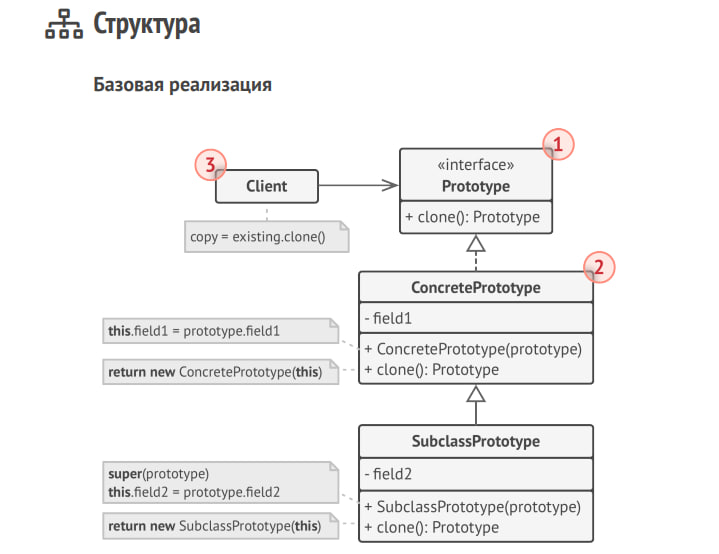 Структура
Базовая реализация
1
«interface»
Prototype
+ clone(): Prototype
3
Client
copy = existing.clone()
2
ConcretePrototype
- field1
+ ConcretePrototype(prototype)
+ clone(): Prototype
this.field1 = prototype.field1
return new ConcretePrototype(this)
SubclassPrototype
- field2
+ SubclassPrototype(prototype)
+ clone(): Prototype
super(prototype)
this.field2 = prototype.field2
return new SubclassPrototype(this)